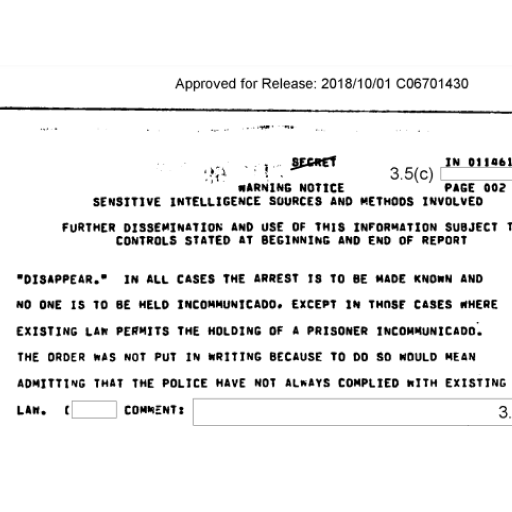 Approved for Release: 2018/10/01 C06701430
SECRET
IN 011461
3.5(c)
WARNING NOTICE
PAGE 002
SENSITIVE INTELLIGENCE SOURCES AND METHODS INVOLVED
FURTHER DISSEMINATION AND USE OF THIS INFORMATION SUBJECT T
CONTROLS STATED AT BEGINNING AND END OF REPORT
"DISAPPEAR." IN ALL CASES THE ARREST IS TO BE MADE KNOWN AND
NO ONE IS TO BE HELD INCOMMUNICADO, EXCEPT IN THOSE CASES WHERE
EXISTING LAW PERMITS THE HOLDING OF A PRISONER INCOMMUNICADO.
THE ORDER WAS NOT PUT IN WRITING BECAUSE TO DO SO WOULD MEAN
ADMITTING THAT THE POLICE HAVE NOT ALWAYS COMPLIED WITH EXISTING
LAW. ( COMMENT: 3.